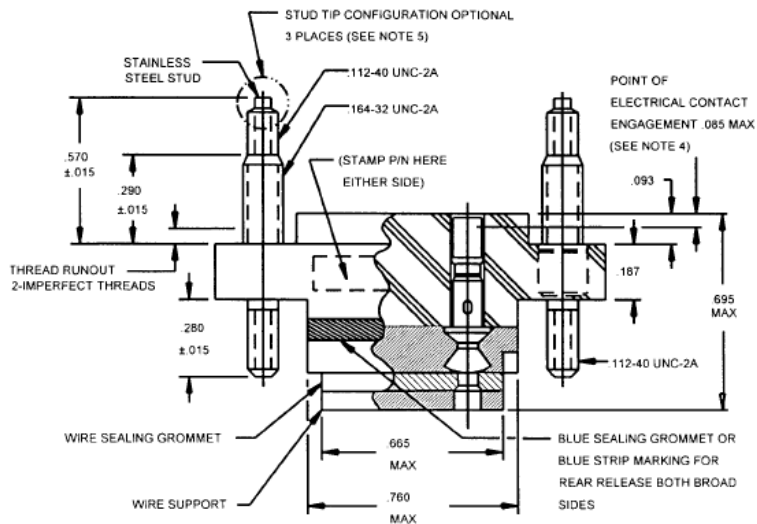 STUD TIP CONFIGURATION OPTIONAL
3 PLACES (SEE NOTE 5)
STAINLESS
STEEL STUD
.112-40 UNC-2A
.164-32 UNC-2A
POINT OF
ELECTRICAL CONTACT
ENGAGEMENT .085 MAX
(SEE NOTE 4)
.570
±.015
.290
±.015
(STAMP P/N HERE
EITHER SIDE)
.093
THREAD RUNOUT
2-IMPERFECT THREADS
.187
.695
MAX
.280
±.015
.112-40 UNC-2A
WIRE SEALING GROMMET
.665
MAX
BLUE SEALING GROMMET OR
BLUE STRIP MARKING FOR
REAR RELEASE BOTH BROAD
SIDES
WIRE SUPPORT
.760
MAX